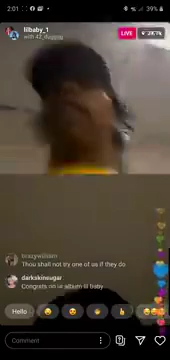 2:01
39%
lilbaby_1
LIVE
with 42_dugggg
crazywilliam
Thou shall not try one of us if they do
darkskinsugar
Congrats on ur album lil baby
Hello
Comment